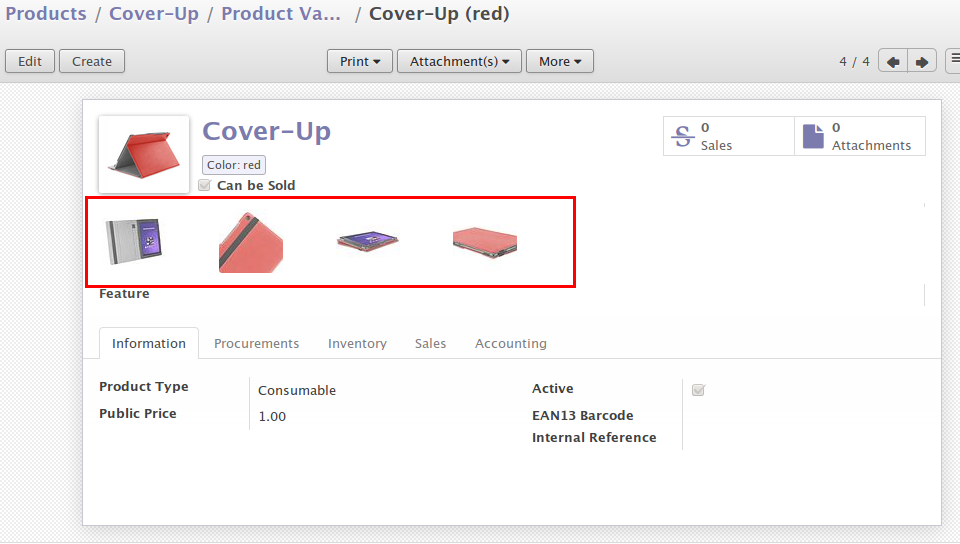 Products / Cover-Up / Product Va... / Cover-Up (red)
Edit Create Print Attachment(s) More 4 / 4
Cover-Up
Color: red
Can be Sold
0 Sales
0 Attachments
Feature
Information Procurements Inventory Sales Accounting
Product Type Consumable
Public Price 1.00
Active
EAN13 Barcode
Internal Reference